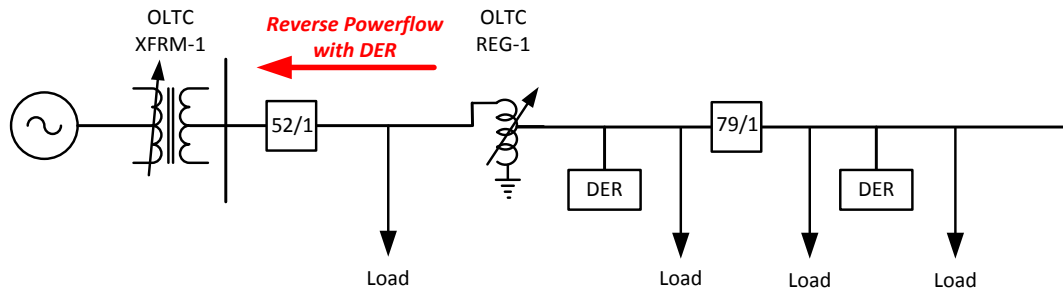 OLTC
XFRM-1
Reverse Powerflow
with DER
OLTC
REG-1
52/1
79/1
DER
DER
Load
Load
Load
Load